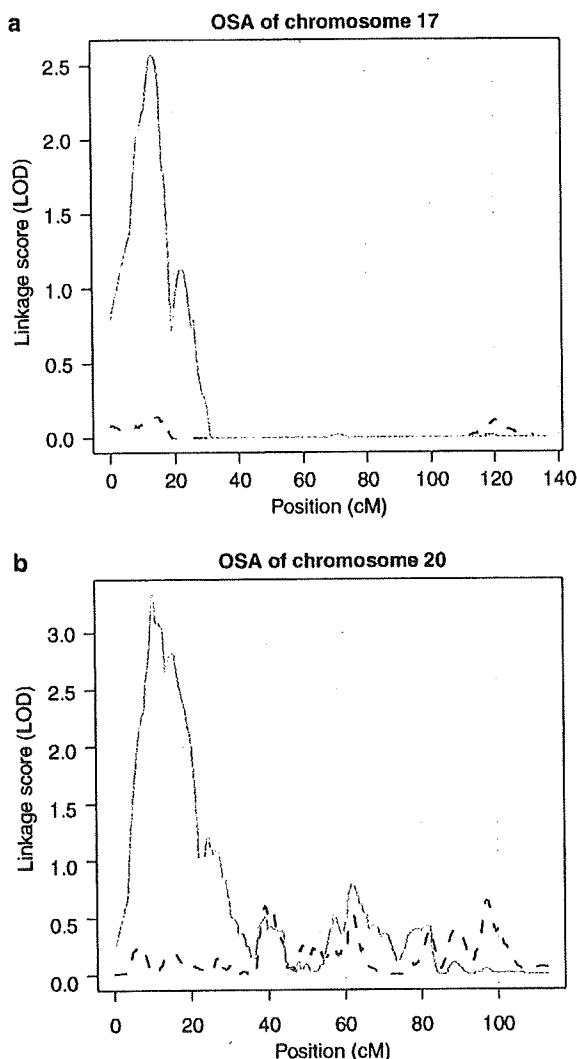 a
OSA of chromosome 17
Linkage score (LOD)
2.5
2.0
1.5
1.0
0.5
0.0
0 20 40 60 80 100 120 140
Position (cM)
b
OSA of chromosome 20
Linkage score (LOD)
3.0
2.5
2.0
1.5
1.0
0.5
0.0
0 20 40 60 80 100
Position (cM)